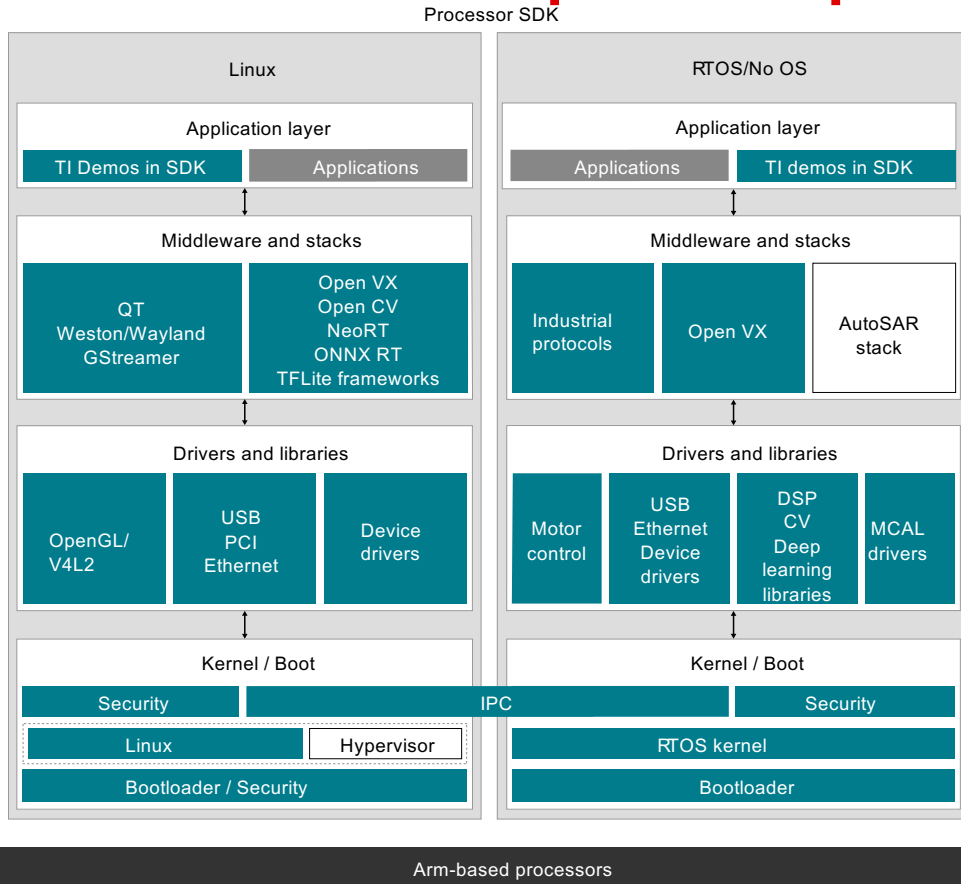 Processor SDK
Linux
Application layer
TI Demos in SDK
Applications
Middleware and stacks
QT
Weston/Wayland
GStreamer
Open VX
Open CV
NeoRT
ONNX RT
TFLite frameworks
Drivers and libraries
OpenGL/
V4L2
USB
PCI
Ethernet
Device
drivers
Kernel / Boot
Security
IPC
Linux
Hypervisor
Bootloader / Security
RTOS/No OS
Application layer
Applications
TI demos in SDK
Middleware and stacks
Industrial
protocols
Open VX
AutoSAR
stack
Drivers and libraries
Motor
control
USB
Ethernet
Device
drivers
DSP
CV
Deep
learning
libraries
MCAL
drivers
Kernel / Boot
Security
RTOS kernel
Bootloader
Arm-based processors